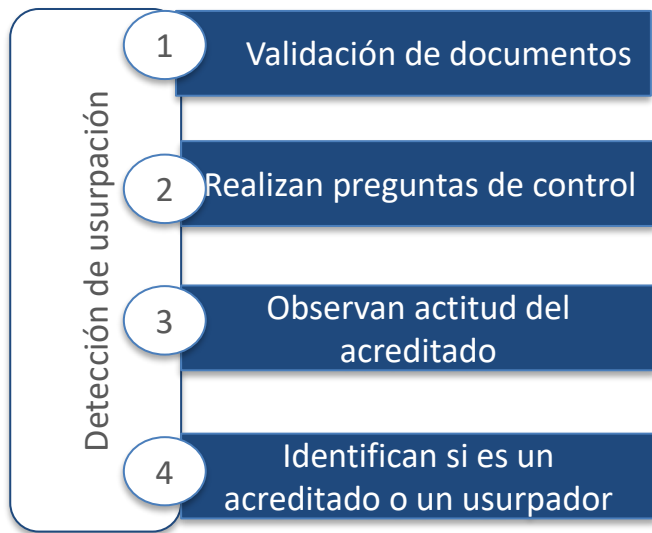 Detección de usurpación
1
Validación de documentos
2
Realizan preguntas de control
3
Observan actitud del
acreditado
4
Identifican si es un
acreditado o un usurpador